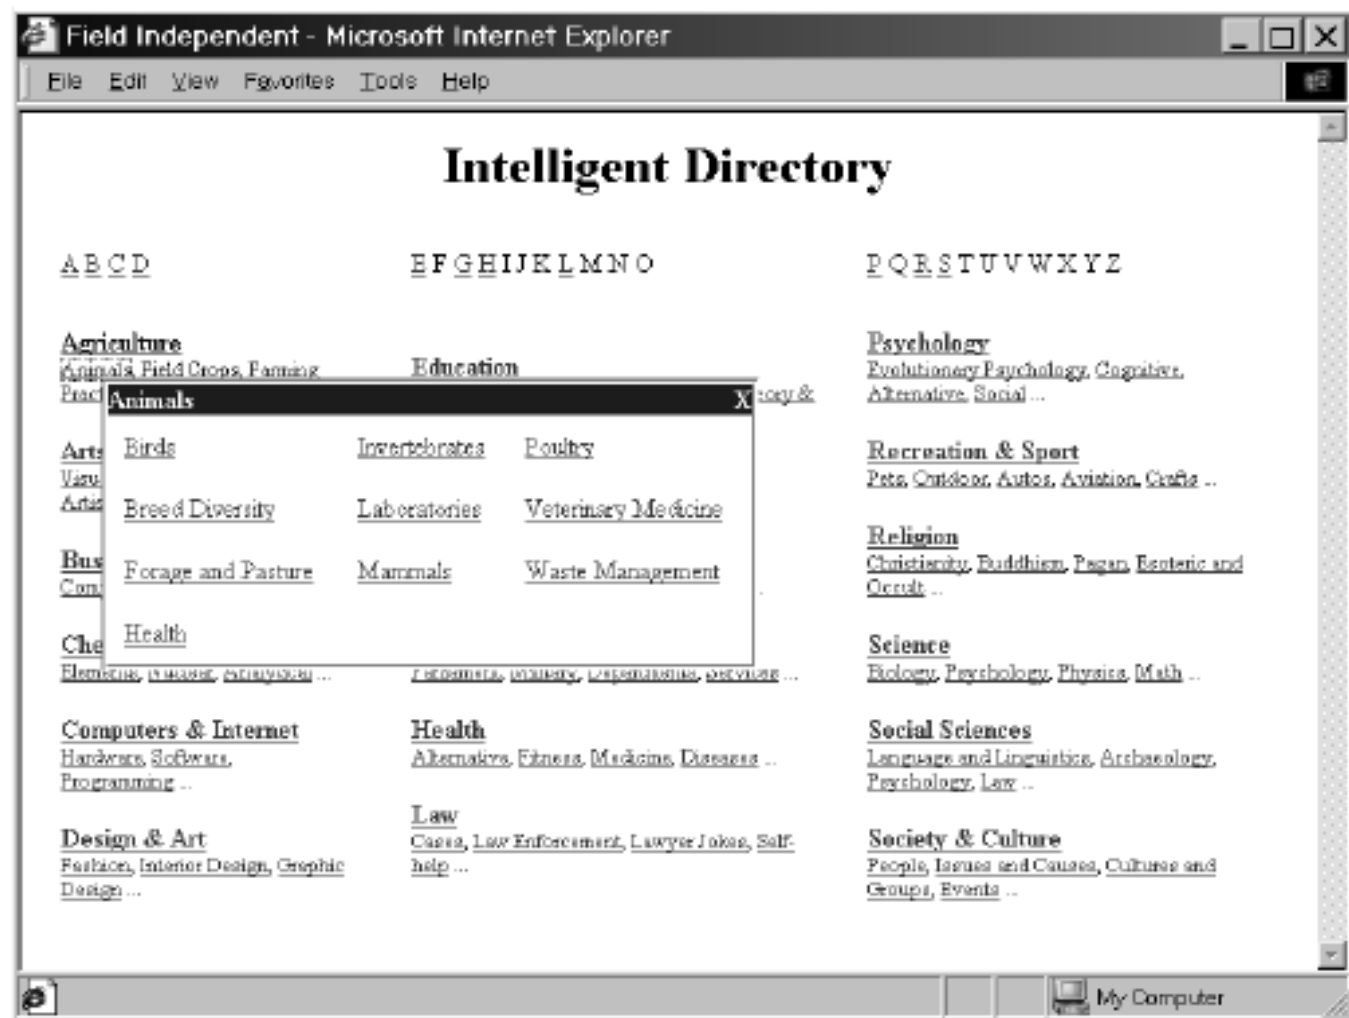 Field Independent - Microsoft Internet Explorer
File Edit View Favorites Tools Help
Intelligent Directory
A B C D
E F G H I J K L M N O
P Q R S T U V W X Y Z
Agriculture
Animals, Field Crops, Farming
Education
Psychology
Evolutionary Psychology, Cognitive,
Alternative, Social ...
Animals X
Birds Invertebrates Poultry
Breed Diversity Laboratories Veterinary Medicine
Forage and Pasture Mammals Waste Management
Health
Recreation & Sport
Pets, Outdoor, Autos, Aviation, Crafts ...
Religion
Christianity, Buddhism, Pagan, Esoteric and
Occult ...
Science
Biology, Psychology, Physics, Math ...
Computers & Internet
Hardware, Software,
Programming ...
Health
Alternative, Fitness, Medicine, Diseases ...
Social Sciences
Language and Linguistics, Archaeology,
Psychology, Law ...
Design & Art
Fashion, Interior Design, Graphic
Design ...
Law
Cases, Law Enforcement, Lawyer Jokes, Self-
help ...
Society & Culture
People, Issues and Causes, Cultures and
Groups, Events ...
My Computer